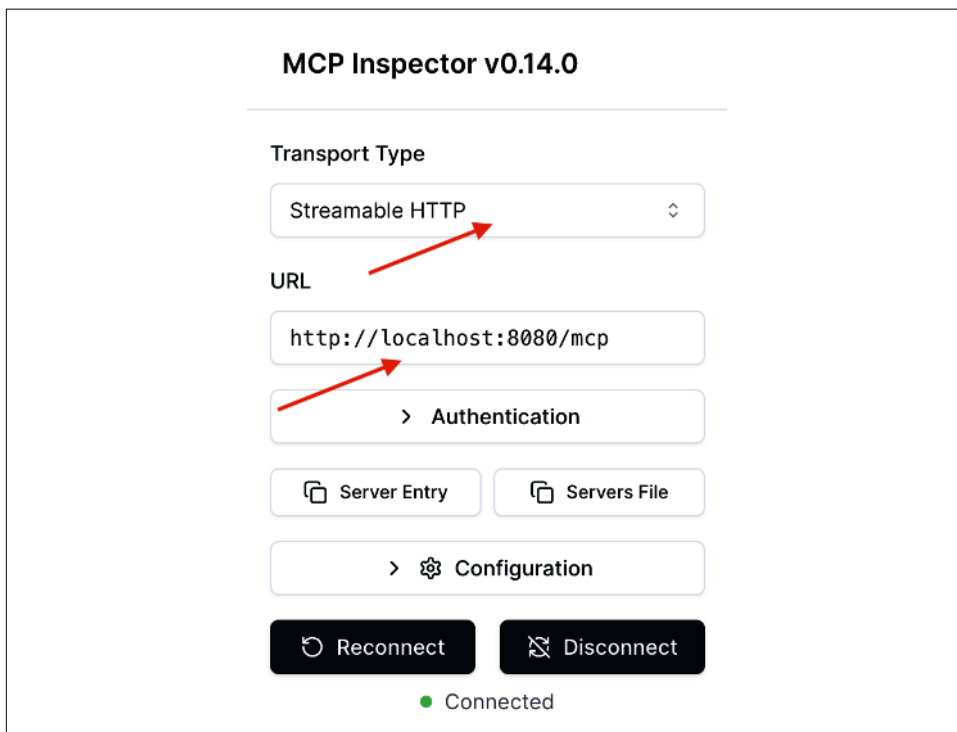 MCP Inspector v0.14.0
Transport Type
Streamable HTTP
URL
http://localhost:8080/mcp
Authentication
Server Entry Servers File
Configuration
Reconnect Disconnect
Connected